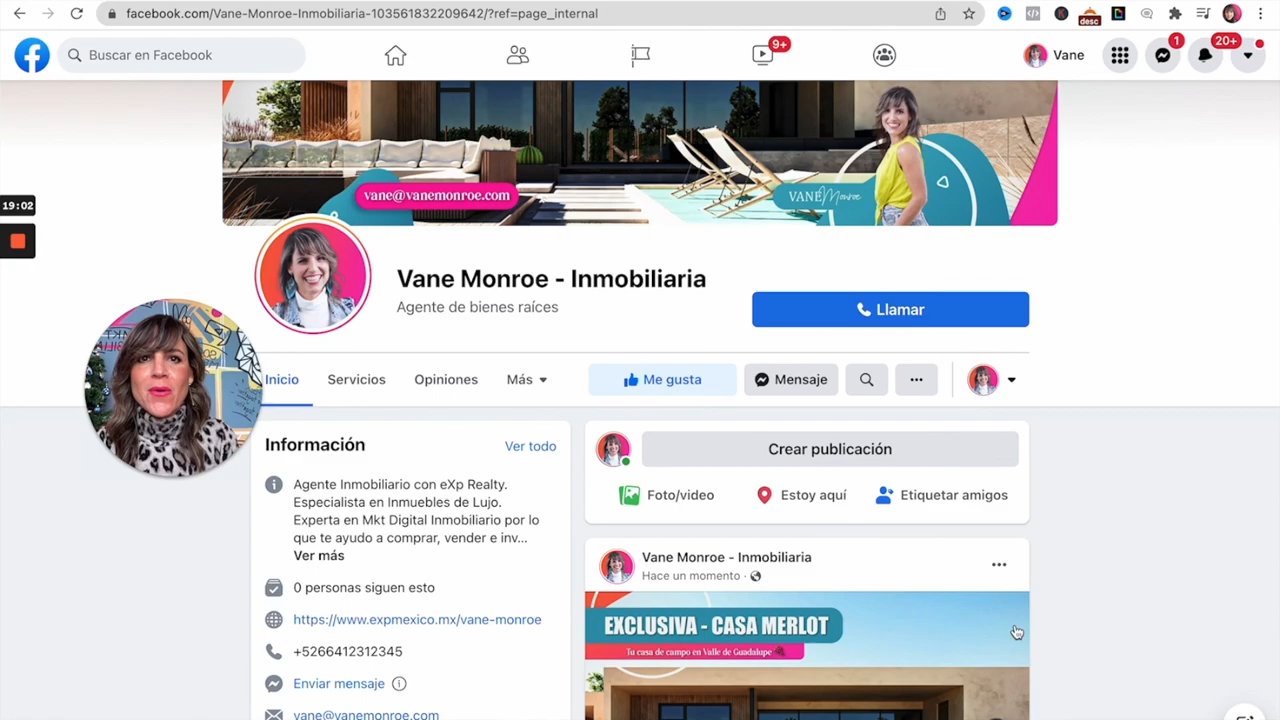 facebook.com/Vane-Monroe-Inmobiliaria-103561832209642/?ref=page_internal
desc
Buscar en Facebook
9+
Vane
1
20+
vane@vanemonroe.com
VANE Monroe
19:02
Vane Monroe - Inmobiliaria
Agente de bienes raíces
Llamar
Inicio
Servicios
Opiniones
Más
Me gusta
Mensaje
Información
Ver todo
Crear publicación
Agente Inmobiliario con eXp Realty.
Especialista en Inmuebles de Lujo.
Experta en Mkt Digital Inmobiliario por lo
que te ayudo a comprar, vender e inv...
Ver más
Foto/video
Estoy aquí
Etiquetar amigos
0 personas siguen esto
https://www.expmexico.mx/vane-monroe
+5266412312345
Enviar mensaje
vane@vanemonroe.com
Vane Monroe - Inmobiliaria
Hace un momento ·
EXCLUSIVA - CASA MERLOT
Tu casa de campo en Valle de Guadalupe